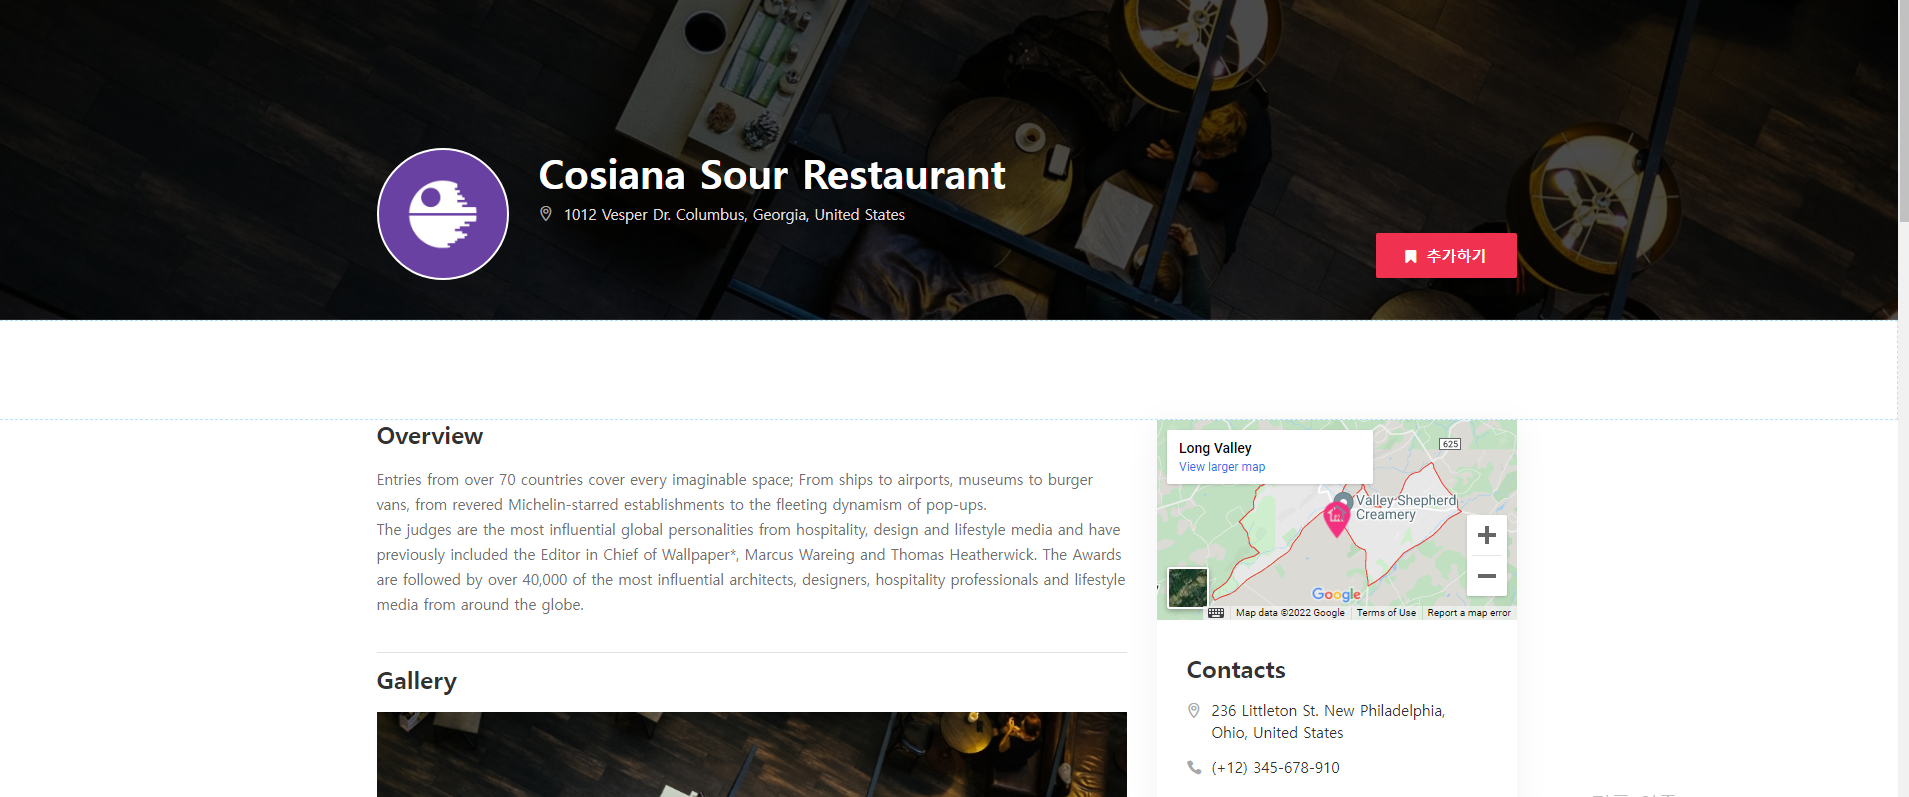 Cosiana Sour Restaurant
1012 Vesper Dr. Columbus, Georgia, United States
추가하기
Overview
Entries from over 70 countries cover every imaginable space; From ships to airports, museums to burger
vans, from revered Michelin-starred establishments to the fleeting dynamism of pop-ups.
The judges are the most influential global personalities from hospitality, design and lifestyle media and have
previously included the Editor in Chief of Wallpaper*, Marcus Wareing and Thomas Heatherwick. The Awards
are followed by over 40,000 of the most influential architects, designers, hospitality professionals and lifestyle
media from around the globe.
Gallery
Long Valley
View larger map
625
Valley Shepherd
Creamery
Google
Map data ©2022 Google
Terms of Use
Report a map error
Contacts
236 Littleton St. New Philadelphia,
Ohio, United States
(+12) 345-678-910